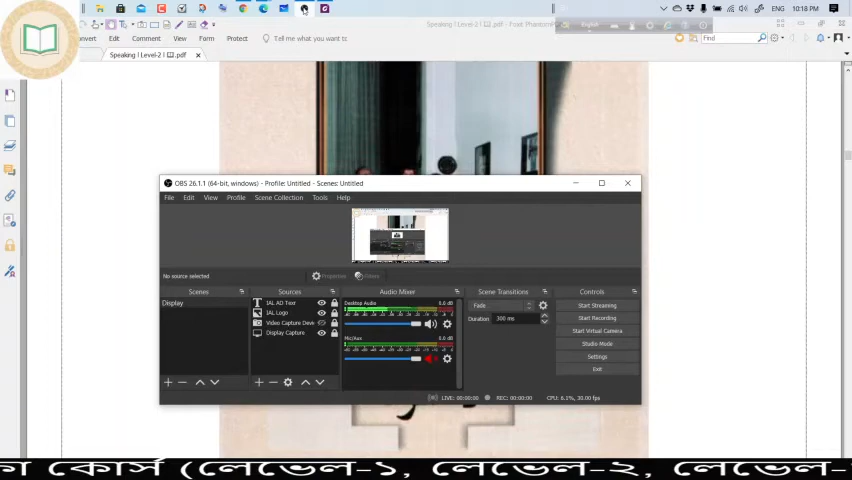 ENG 10:18 PM
Speaking | Level-2 | .pdf - Foxit PhantomP
English
Convert Edit Comment View Form Protect Tell me what you want to Find
Speaking | Level-2 | .pdf
OBS 26.1.1 (64-bit, windows) - Profile: Untitled - Scenes: Untitled
File Edit View Profile Scene Collection Tools Help
No source selected Properties Filters
Scenes Sources Audio Mixer Scene Transitions Controls
Display
IAL AD Text
IAL Logo
Video Capture Devi
Display Capture
Desktop Audio 0.0 dB
Mic/Aux 0.0 dB
Fade
Duration 300 ms
Start Streaming
Start Recording
Start Virtual Camera
Studio Mode
Settings
Exit
LIVE: 00:00:00 REC: 00:00:00 CPU: 6.1%, 30.00 fps
কোর্স (লেভেল-১, লেভেল-২, লেভেল-